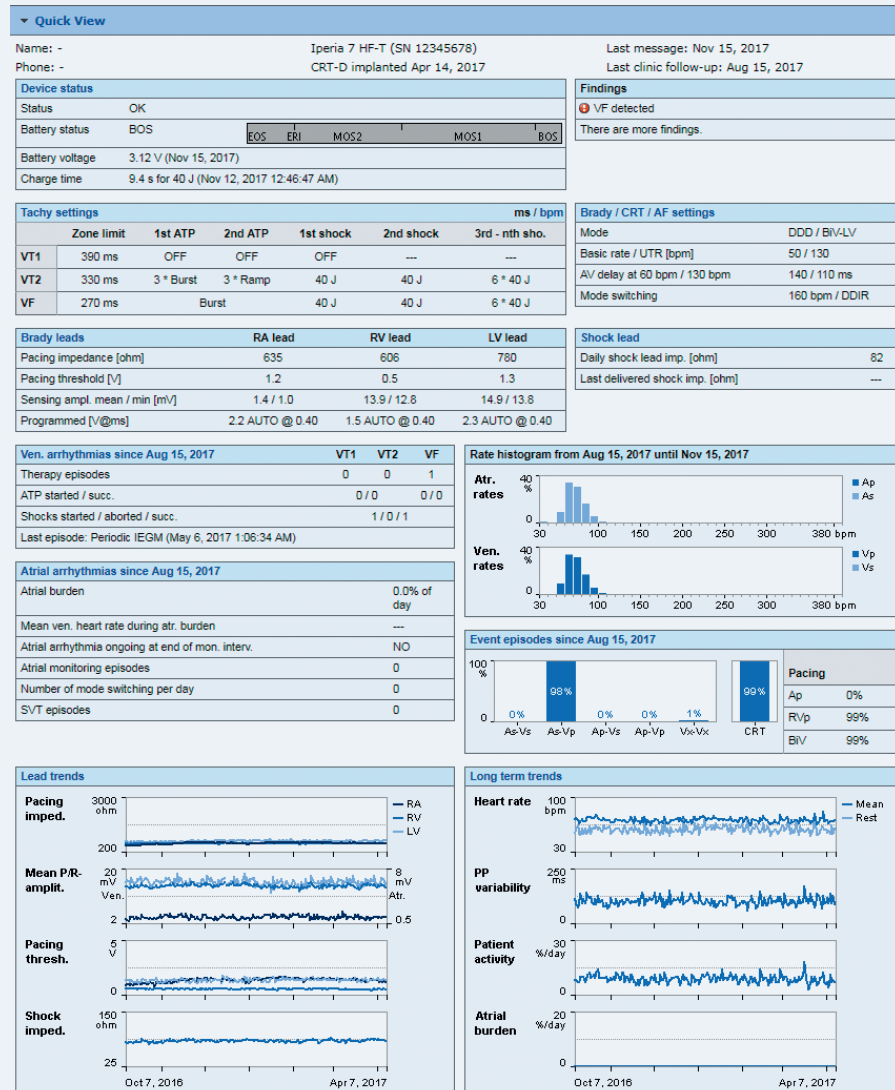 Quick View
Name: - Iperia 7 HF-T (SN 12345678) Last message: Nov 15, 2017
Phone: - CRT-D implanted Apr 14, 2017 Last clinic follow-up: Aug 15, 2017
Device status
Status OK
Battery status BOS EOS ERI MOS2 MOS1 BOS
Battery voltage 3.12 V (Nov 15, 2017)
Charge time 9.4 s for 40 J (Nov 12, 2017 12:46:47 AM)
Findings
VF detected
There are more findings.
Tachy settings ms / bpm
Zone limit 1st ATP 2nd ATP 1st shock 2nd shock 3rd - nth sho.
VT1 390 ms OFF OFF OFF --- ---
VT2 330 ms 3 * Burst 3 * Ramp 40 J 40 J 6 * 40 J
VF 270 ms Burst 40 J 40 J 6 * 40 J
Brady / CRT / AF settings
Mode DDD / BiV-LV
Basic rate / UTR [bpm] 50 / 130
AV delay at 60 bpm / 130 bpm 140 / 110 ms
Mode switching 160 bpm / DDIR
Brady leads RA lead RV lead LV lead
Pacing impedance [ohm] 635 606 780
Pacing threshold [V] 1.2 0.5 1.3
Sensing ampl. mean / min [mV] 1.4 / 1.0 13.9 / 12.8 14.9 / 13.8
Programmed [V@ms] 2.2 AUTO @ 0.40 1.5 AUTO @ 0.40 2.3 AUTO @ 0.40
Shock lead
Daily shock lead imp. [ohm] 82
Last delivered shock imp. [ohm] ---
Ven. arrhythmias since Aug 15, 2017 VT1 VT2 VF
Therapy episodes 0 0 1
ATP started / succ. 0 / 0 0 / 0
Shocks started / aborted / succ. 1 / 0 / 1
Last episode: Periodic IEGM (May 6, 2017 1:06:34 AM)
Atrial arrhythmias since Aug 15, 2017
Atrial burden 0.0% of
day
Mean ven. heart rate during atr. burden ---
Atrial arrhythmia ongoing at end of mon. interv. NO
Atrial monitoring episodes 0
Number of mode switching per day 0
SVT episodes 0
Rate histogram from Aug 15, 2017 until Nov 15, 2017
Atr.
rates
40
%
0
Ap
As
30 100 150 200 250 300 380 bpm
Ven.
rates
40
%
0
Vp
Vs
30 100 150 200 250 300 380 bpm
Event episodes since Aug 15, 2017
100
%
0
0% 98% 0% 0% 1% 99%
As-Vs As-Vp Ap-Vs Ap-Vp Vx-Vx CRT
Pacing
Ap 0%
RVp 99%
BiV 99%
Lead trends
Pacing
imped.
3000
ohm
200
RA
RV
LV
Mean P/R-
amplit.
20
mV
Ven.
2
8
mV
Atr.
0.5
Pacing
thresh.
5
V
0
Shock
imped.
150
ohm
25
Oct 7, 2016 Apr 7, 2017
Long term trends
Heart rate
100
bpm
30
Mean
Rest
PP
variability
250
ms
0
Patient
activity
30
%/day
0
Atrial
burden
20
%/day
0
Oct 7, 2016 Apr 7, 2017